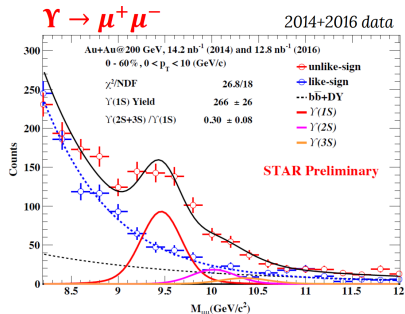 ϒ → μ⁺μ⁻
2014+2016 data
Au+Au@200 GeV, 14.2 nb⁻¹ (2014) and 12.8 nb⁻¹ (2016)
0 - 60%, 0 < p_T < 10 (GeV/c)
χ²/NDF 26.8/18
ϒ(1S) Yield 266 ± 26
ϒ(2S+3S) /ϒ(1S) 0.30 ± 0.08
unlike-sign
like-sign
bb̄+DY
ϒ(1S)
ϒ(2S)
ϒ(3S)
STAR Preliminary
Counts
300
250
200
150
100
50
0
8.5 9 9.5 10 10.5 11 11.5 12
M_μμ(GeV/c²)